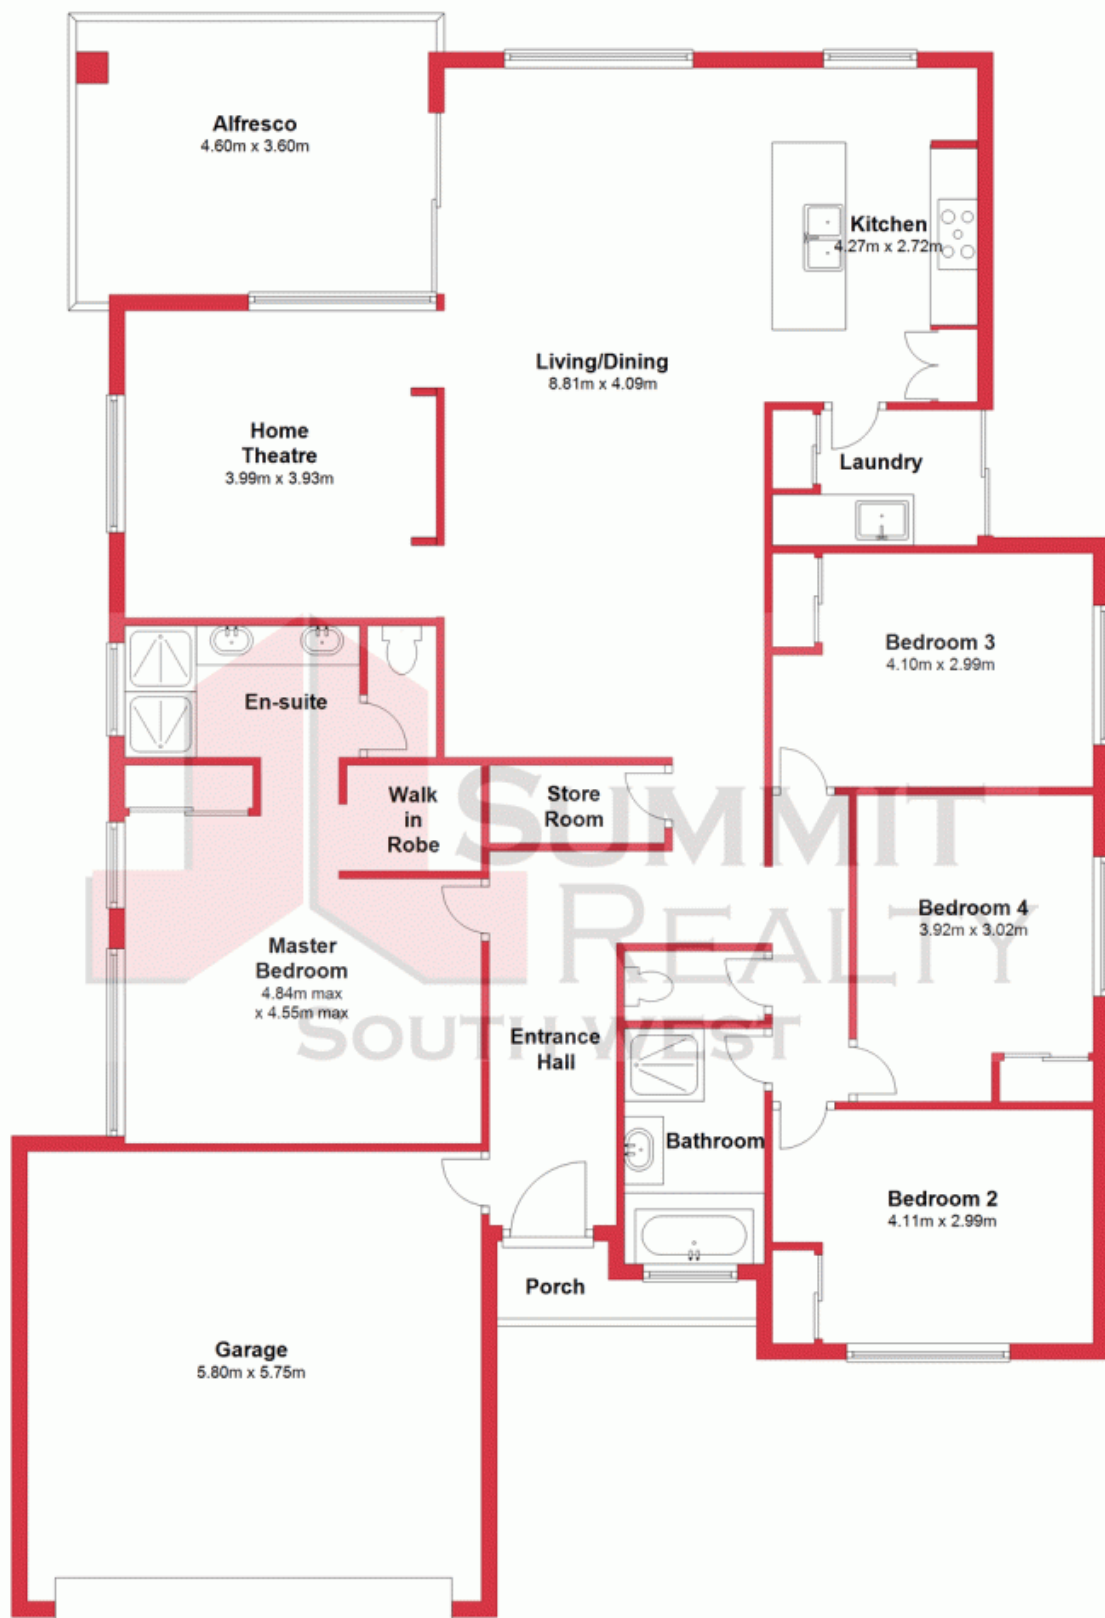 Alfresco
4.60m x 3.60m
Kitchen
4.27m x 2.72m
Living/Dining
8.81m x 4.09m
Home
Theatre
3.99m x 3.93m
Laundry
Bedroom 3
4.10m x 2.99m
En-suite
Walk
in
Robe
Store
Room
SUMMIT
REALTY
SOUTH WEST
Bedroom 4
3.92m x 3.02m
Master
Bedroom
4.84m max
x 4.55m max
Entrance
Hall
Bathroom
Bedroom 2
4.11m x 2.99m
Porch
Garage
5.80m x 5.75m